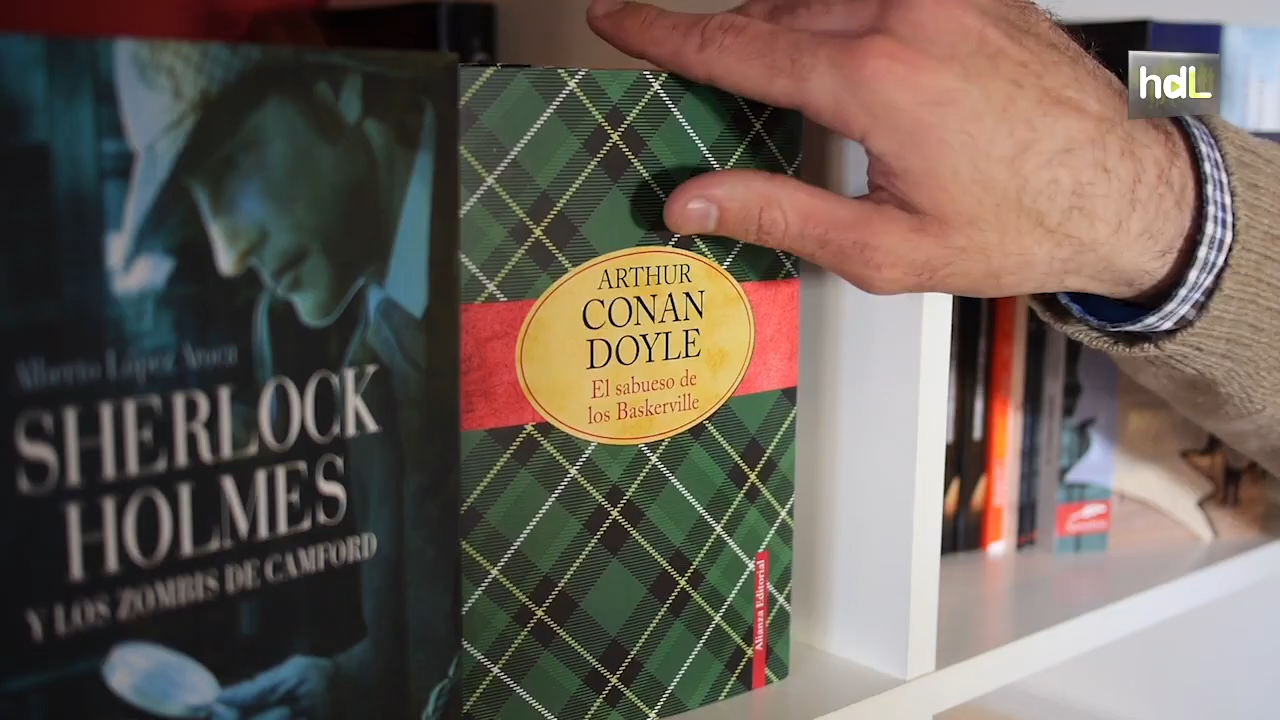 hdL
Alberto López Aroca
SHERLOCK
HOLMES
Y LOS ZOMBIS DE CAMFORD
ARTHUR
CONAN
DOYLE
El sabueso de
los Baskerville
Alianza Editorial